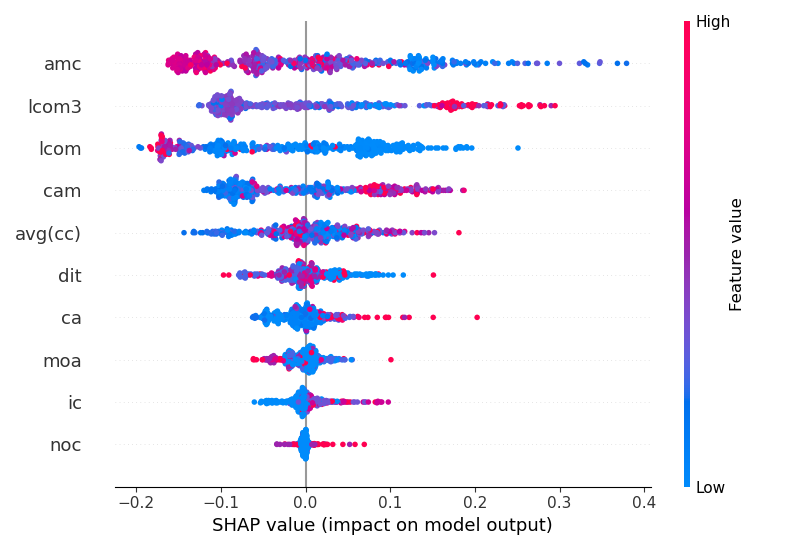 High
amc
lcom3
lcom
cam
avg(cc)
dit
ca
moa
ic
noc
Feature value
Low
−0.2 −0.1 0.0 0.1 0.2 0.3 0.4
SHAP value (impact on model output)